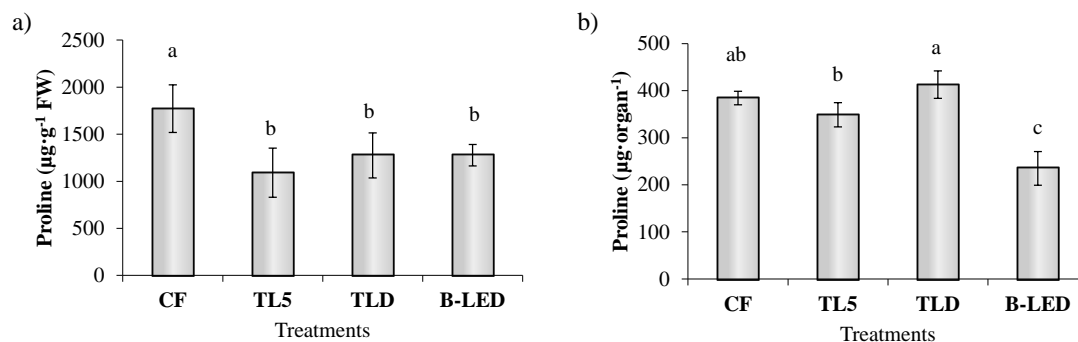 a)
Proline (µg·g⁻¹ FW)
2500
2000
1500
1000
500
0
a
b
b
b
CF TL5 TLD B-LED
Treatments
b)
Proline (µg·organ⁻¹)
500
400
300
200
100
0
ab
b
a
c
CF TL5 TLD B-LED
Treatments